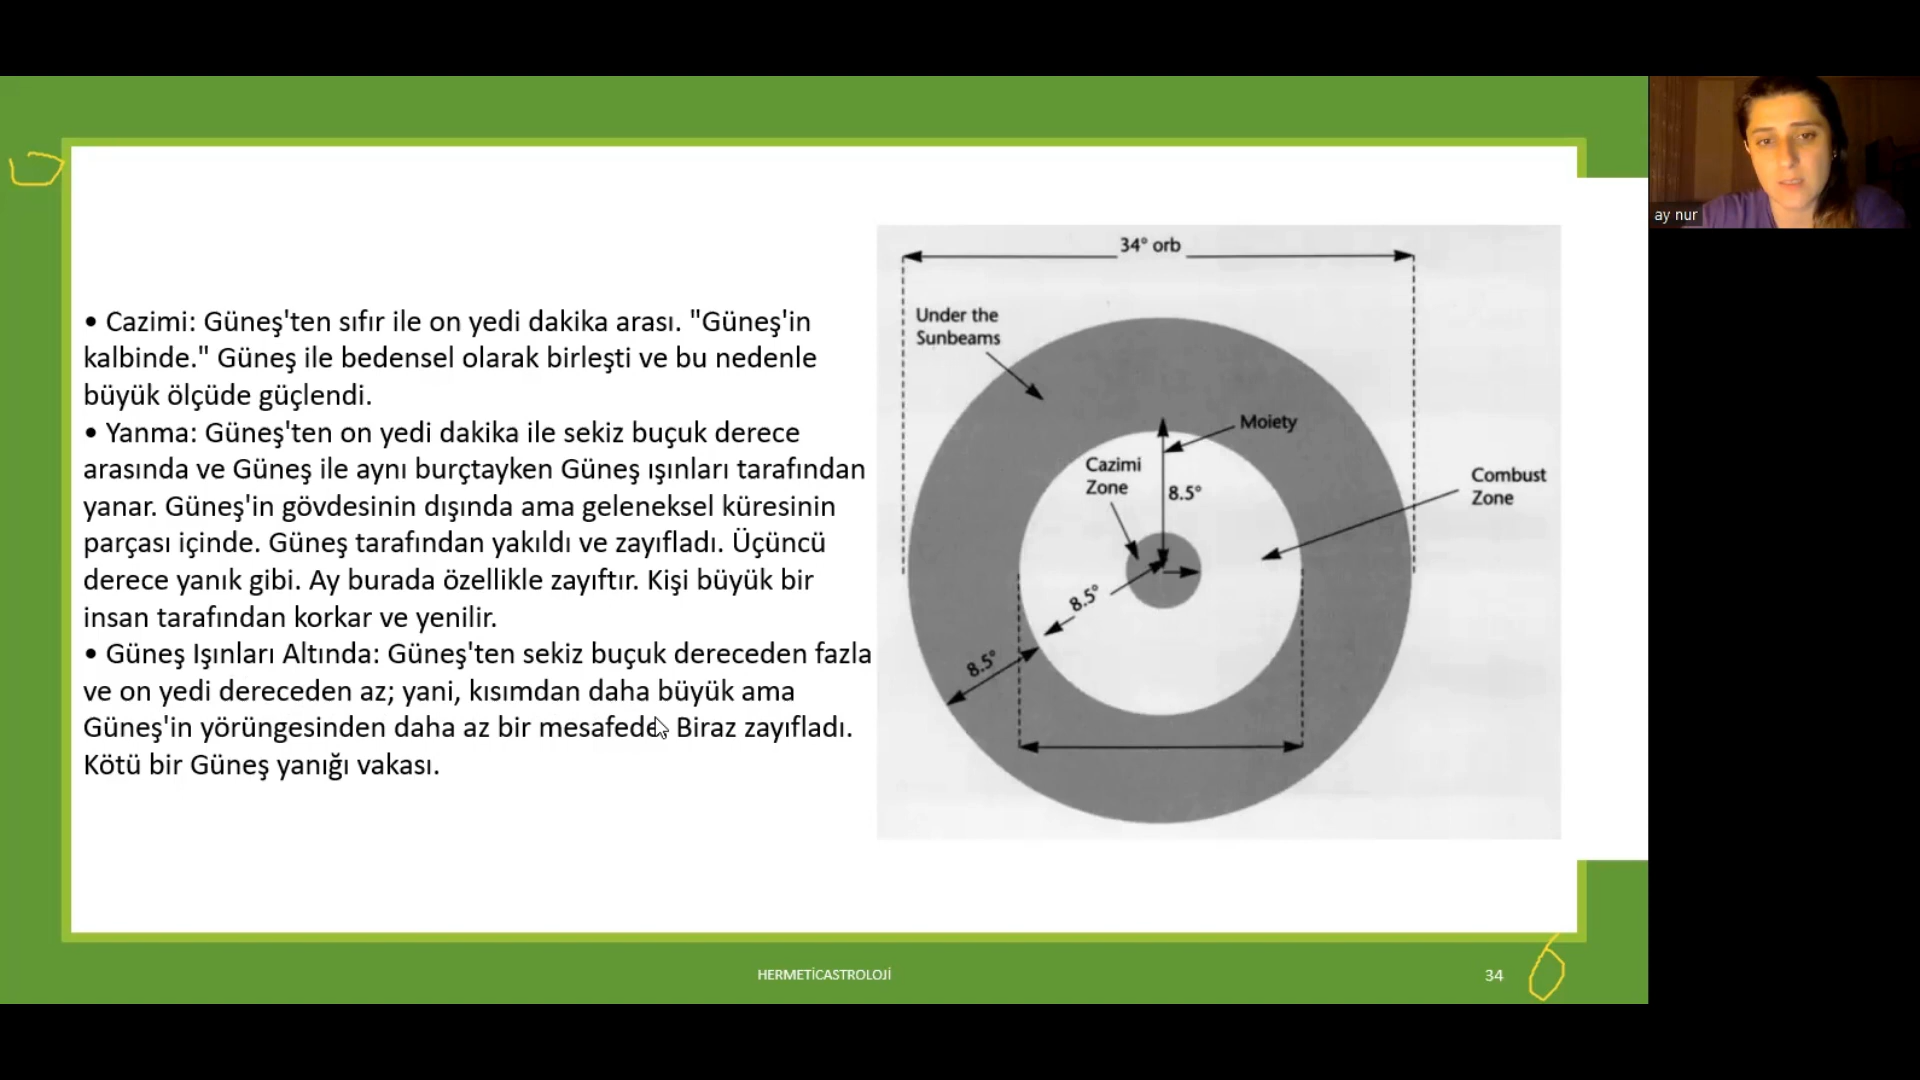 • Cazimi: Güneş'ten sıfır ile on yedi dakika arası. "Güneş'in
kalbinde." Güneş ile bedensel olarak birleşti ve bu nedenle
büyük ölçüde güçlendi.
• Yanma: Güneş'ten on yedi dakika ile sekiz buçuk derece
arasında ve Güneş ile aynı burçtayken Güneş ışınları tarafından
yanar. Güneş'in gövdesinin dışında ama geleneksel küresinin
parçası içinde. Güneş tarafından yakıldı ve zayıfladı. Üçüncü
derece yanık gibi. Ay burada özellikle zayıftır. Kişi büyük bir
insan tarafından korkar ve yenilir.
• Güneş Işınları Altında: Güneş'ten sekiz buçuk dereceden fazla
ve on yedi dereceden az; yani, kısımdan daha büyük ama
Güneş'in yörüngesinden daha az bir mesafede. Biraz zayıfladı.
Kötü bir Güneş yanığı vakası.
34° orb
Under the
Sunbeams
Moiety
Cazimi
Zone
8.5°
Combust
Zone
8.5°
8.5°
HERMETİCASTROLOJİ
34
ay nur